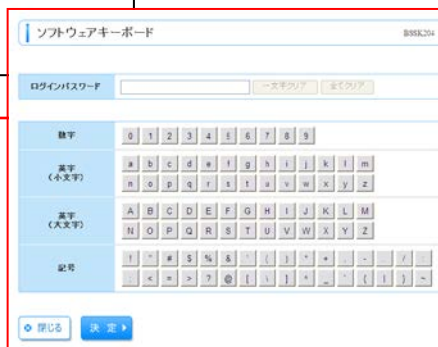 ソフトウェアキーボード BSSK204
ログインパスワード 一文字クリア 全てクリア
数字 0 1 2 3 4 5 6 7 8 9
英字 a b c d e f g h i j k l m
(小文字) n o p q r s t u v w x y z
英字 A B C D E F G H I J K L M
(大文字) N O P Q R S T U V W X Y Z
記号 ! " # $ % & ' ( ) * + , - . / :
; < = > ? @ [ \ ] ^ _ ` { | } ~
閉じる 決定